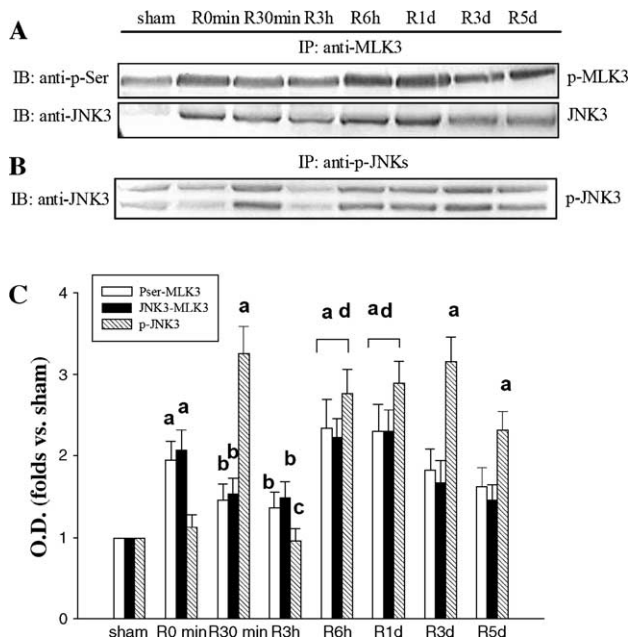 sham R0min R30min R3h R6h R1d R3d R5d
A
IP: anti-MLK3
IB: anti-p-Ser p-MLK3
IB: anti-JNK3 JNK3
B
IP: anti-p-JNKs
IB: anti-JNK3 p-JNK3
C
Pser-MLK3
JNK3-MLK3
p-JNK3
O.D. (folds vs. sham)
4
3
2
1
0
a a
b b a
b b c
a d
a d
a
a
sham R0 min R30 min R3h R6h R1d R3d R5d